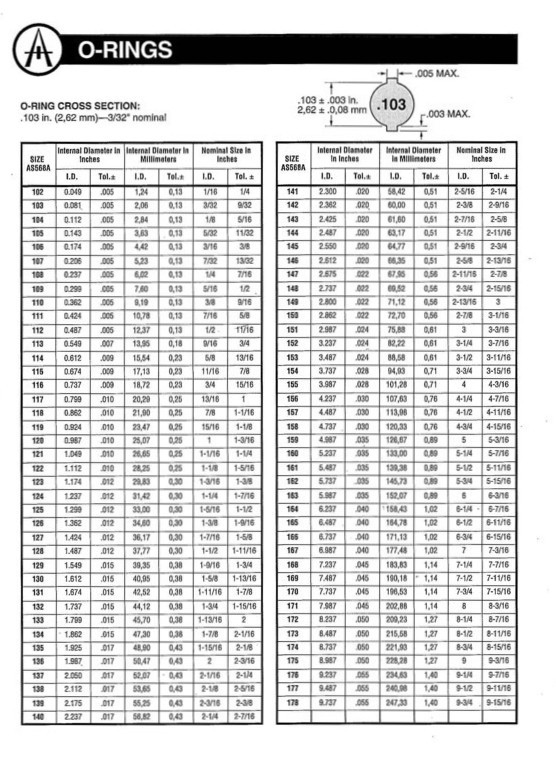 O-RINGS
.005 MAX.
O-RING CROSS SECTION:
.103 in. (2,62 mm)—3/32" nominal
.103 ± .003 in.
2,62 ± .0,08 mm
.103
.003 MAX.
SIZE AS568A | Internal Diameter in Inches | Internal Diameter in Millimeters | Nominal Size in Inches
I.D. Tol.± I.D. Tol.± I.D. Tol. ±
102 0.049 .005 1,24 0,13 1/16 1/4
103 0.081 .005 2,06 0,13 3/32 9/32
104 0.112 .005 2,84 0,13 1/8 5/16
105 0.143 .005 3,63 0,13 5/32 11/32
106 0.174 .005 4,42 0,13 3/16 3/8
107 0.206 .005 5,23 0,13 7/32 13/32
108 0.237 .005 6,02 0,13 1/4 7/16
109 0.299 .005 7,60 0,13 5/16 1/2
110 0.362 .005 9,19 0,13 3/8 9/16
111 0.424 .005 10,78 0,13 7/16 5/8
112 0.487 .005 12,37 0,13 1/2 11/16
113 0.549 .007 13,95 0,18 9/16 3/4
114 0.612 .009 15,54 0,23 5/8 13/16
115 0.674 .009 17,13 0,23 11/16 7/8
116 0.737 .009 18,72 0,23 3/4 15/16
117 0.799 .010 20,29 0,25 13/16 1
118 0.862 .010 21,90 0,25 7/8 1-1/16
119 0.924 .010 23,47 0,25 15/16 1-1/8
120 0.987 .010 25,07 0,25 1 1-3/16
121 1.049 .010 26,65 0,25 1-1/16 1-1/4
122 1.112 .010 28,25 0,25 1-1/8 1-5/16
123 1.174 .012 29,83 0,30 1-3/16 1-3/8
124 1.237 .012 31,42 0,30 1-1/4 1-7/16
125 1.299 .012 33,00 0,30 1-5/16 1-1/2
126 1.362 .012 34,60 0,30 1-3/8 1-9/16
127 1.424 .012 36,17 0,30 1-7/16 1-5/8
128 1.487 .012 37,77 0,30 1-1/2 1-11/16
129 1.549 .015 39,35 0,38 1-9/16 1-3/4
130 1.612 .015 40,95 0,38 1-5/8 1-13/16
131 1.674 .015 42,52 0,38 1-11/16 1-7/8
132 1.737 .015 44,12 0,38 1-3/4 1-15/16
133 1.799 .015 45,70 0,38 1-13/16 2
134 1.862 .015 47,30 0,38 1-7/8 2-1/16
135 1.925 .017 48,90 0,43 1-15/16 2-1/8
136 1.987 .017 50,47 0,43 2 2-3/16
137 2.050 .017 52,07 0,43 2-1/16 2-1/4
138 2.112 .017 53,65 0,43 2-1/8 2-5/16
139 2.175 .017 55,25 0,43 2-3/16 2-3/8
140 2.237 .017 56,82 0,43 2-1/4 2-7/16
SIZE AS568A | Internal Diameter in Inches | Internal Diameter in Millimeters | Nominal Size in Inches
I.D. Tol.± I.D. Tol.± I.D. Tol. ±
141 2.300 .020 58,42 0,51 2-5/16 2-1/4
142 2.362 .020 60,00 0,51 2-3/8 2-9/16
143 2.425 .020 61,60 0,51 2-7/16 2-5/8
144 2.487 .020 63,17 0,51 2-1/2 2-11/16
145 2.550 .020 64,77 0,51 2-9/16 2-3/4
146 2.612 .020 66,35 0,51 2-5/8 2-13/16
147 2.675 .022 67,95 0,56 2-11/16 2-7/8
148 2.737 .022 69,52 0,56 2-3/4 2-15/16
149 2.800 .022 71,12 0,56 2-13/16 3
150 2.862 .022 72,70 0,56 2-7/8 3-1/16
151 2.987 .024 75,88 0,61 3 3-3/16
152 3.237 .024 82,22 0,61 3-1/4 3-7/16
153 3.487 .024 88,58 0,61 3-1/2 3-11/16
154 3.737 .028 94,93 0,71 3-3/4 3-15/16
155 3.987 .028 101,28 0,71 4 4-3/16
156 4.237 .030 107,63 0,76 4-1/4 4-7/16
157 4.487 .030 113,98 0,76 4-1/2 4-11/16
158 4.737 .030 120,33 0,76 4-3/4 4-15/16
159 4.987 .035 126,67 0,89 5 5-3/16
160 5.237 .035 133,00 0,89 5-1/4 5-7/16
161 5.487 .035 139,38 0,89 5-1/2 5-11/16
162 5.737 .035 145,73 0,89 5-3/4 5-15/16
163 5.987 .035 152,07 0,89 6 6-3/16
164 6.237 .040 158,43 1,02 6-1/4 6-7/16
165 6.487 .040 164,78 1,02 6-1/2 6-11/16
166 6.737 .040 171,13 1,02 6-3/4 6-15/16
167 6.987 .040 177,48 1,02 7 7-3/16
168 7.237 .045 183,83 1,14 7-1/4 7-7/16
169 7.487 .045 190,18 1,14 7-1/2 7-11/16
170 7.737 .045 196,53 1,14 7-3/4 7-15/16
171 7.987 .045 202,88 1,14 8 8-3/16
172 8.237 .050 209,23 1,27 8-1/4 8-7/16
173 8.487 .050 215,58 1,27 8-1/2 8-11/16
174 8.737 .050 221,93 1,27 8-3/4 8-15/16
175 8.987 .050 228,28 1,27 9 9-3/16
176 9.237 .055 234,63 1,40 9-1/4 9-7/16
177 9.487 .055 240,98 1,40 9-1/2 9-11/16
178 9.737 .055 247,33 1,40 9-3/4 9-15/16